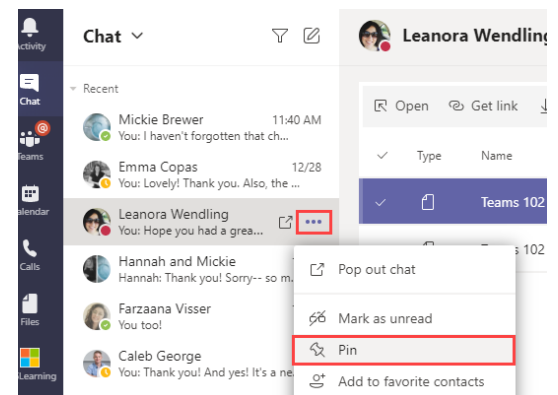 Activity
Chat
Teams
alendar
Calls
Files
Learning
Chat
Recent
Mickie Brewer 11:40 AM
You: I haven't forgotten that ch...
Emma Copas 12/28
You: Lovely! Thank you. Also, the ...
Leanora Wendling
You: Hope you had a grea...
Hannah and Mickie
Hannah: Thank you! Sorry-- so m
Farzaana Visser
You too!
Caleb George
You: Thank you! And yes! It's a ne
Pop out chat
Mark as unread
Pin
Add to favorite contacts
Leanora Wendling
Open Get link
Type Name
Teams 102
s 102